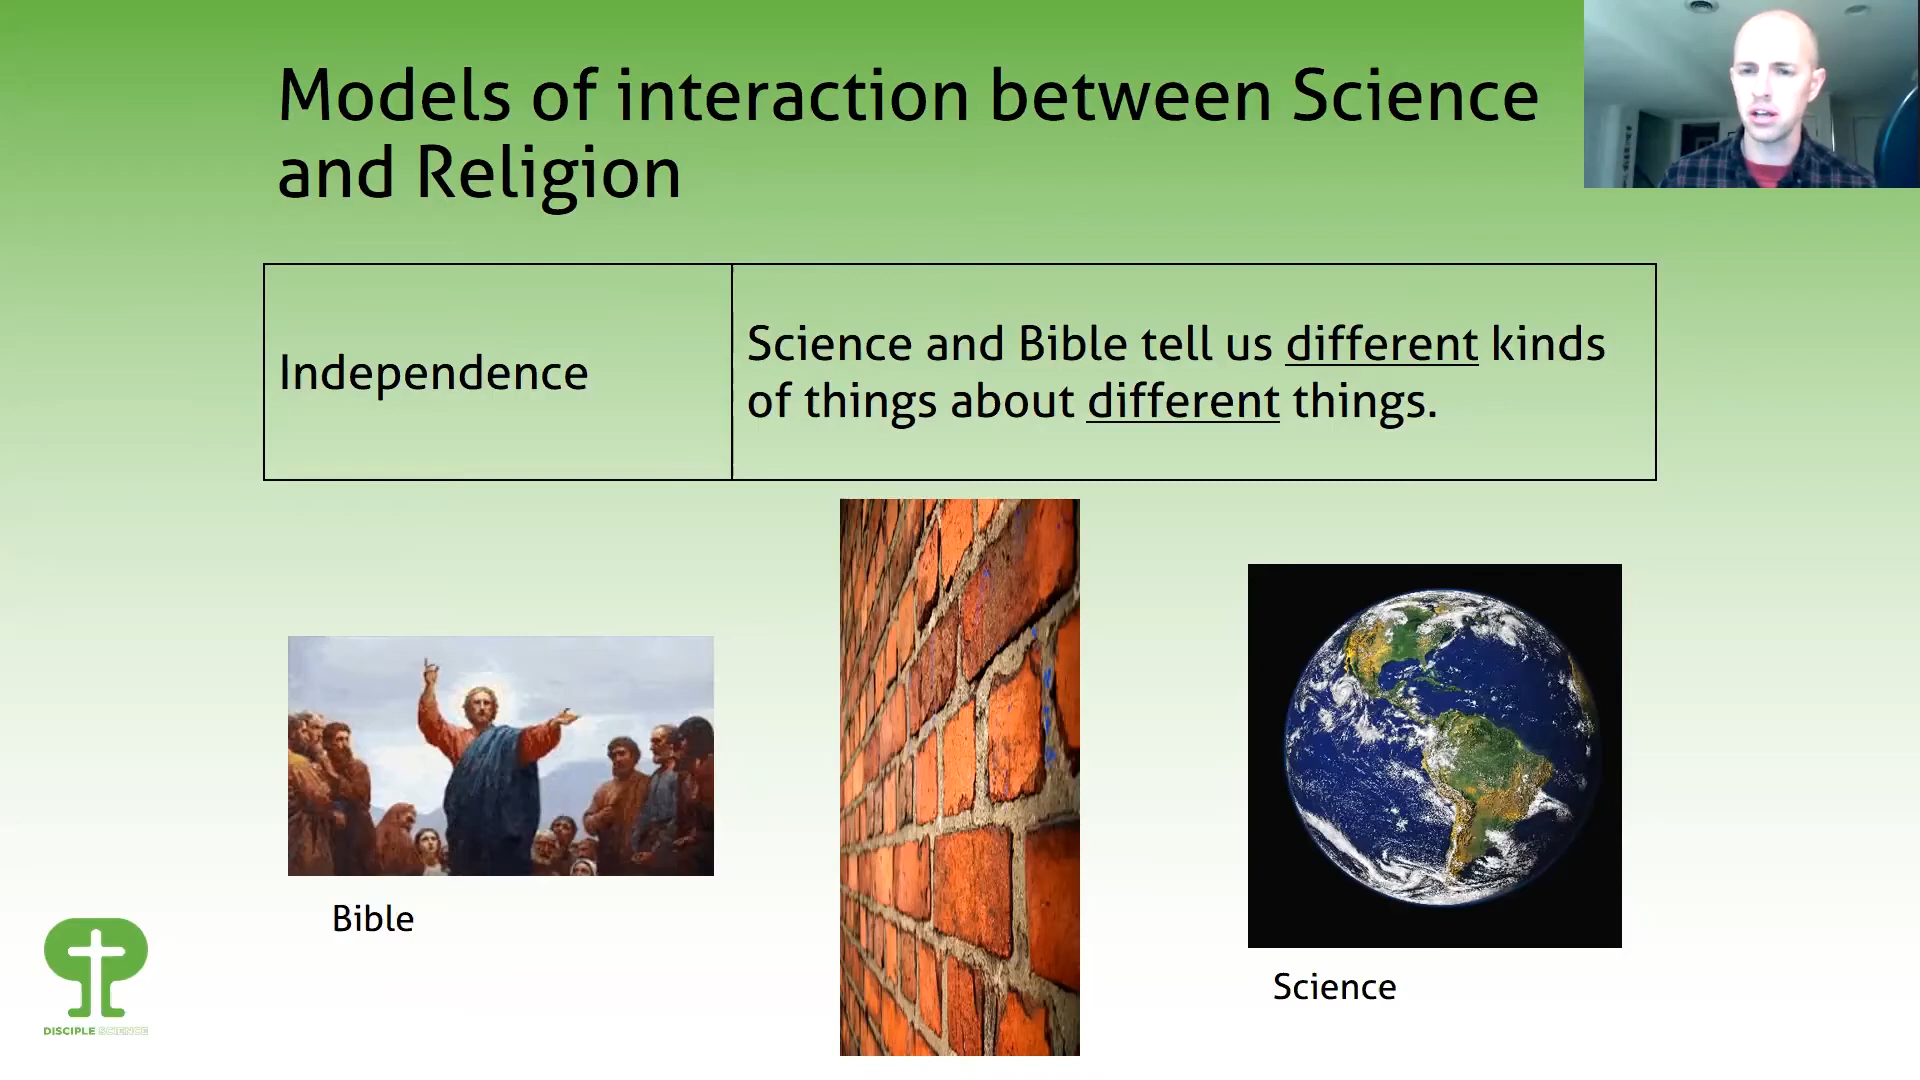 Models of interaction between Science
and Religion
Independence
Science and Bible tell us different kinds
of things about different things.
Bible
Science
DISCIPLE SCIENCE